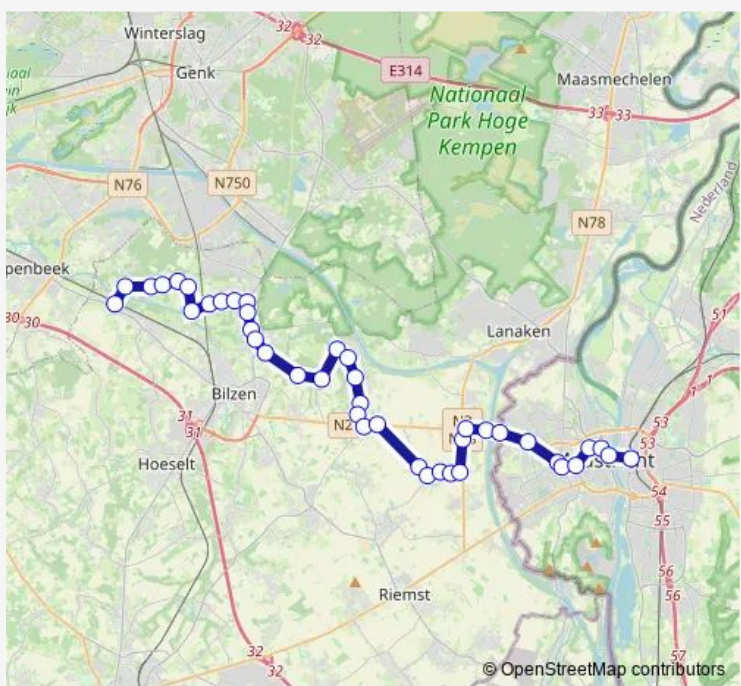 Winterslag
32
32
Genk
E314
Maasmechelen
Nationaal
Park Hoge
Kempen
33
33
N76
N750
Nederland
N78
penbeek
30
30
51
Lanaken
Bilzen
31
31
53
N2
53
Hoeselt
54
55
56
56
Riemst
32
32
57
© OpenStreetMap contributors